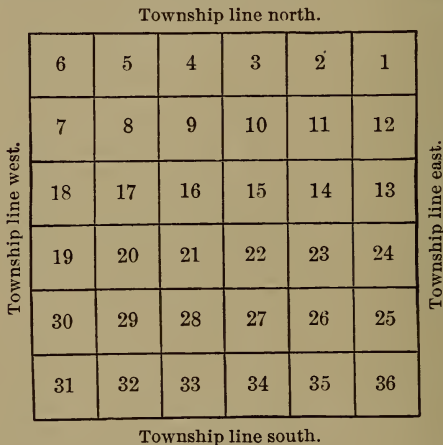 Township line north.
6 5 4 3 2 1
7 8 9 10 11 12
Township line west.
18 17 16 15 14 13
Township line east.
19 20 21 22 23 24
30 29 28 27 26 25
31 32 33 34 35 36
Township line south.